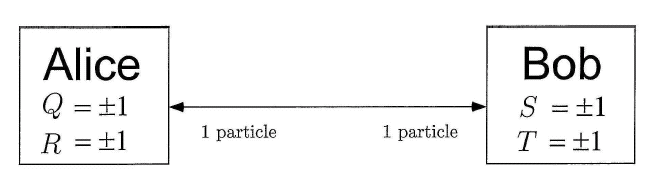 Alice
Q = ±1
R = ±1
1 particle
1 particle
Bob
S = ±1
T = ±1